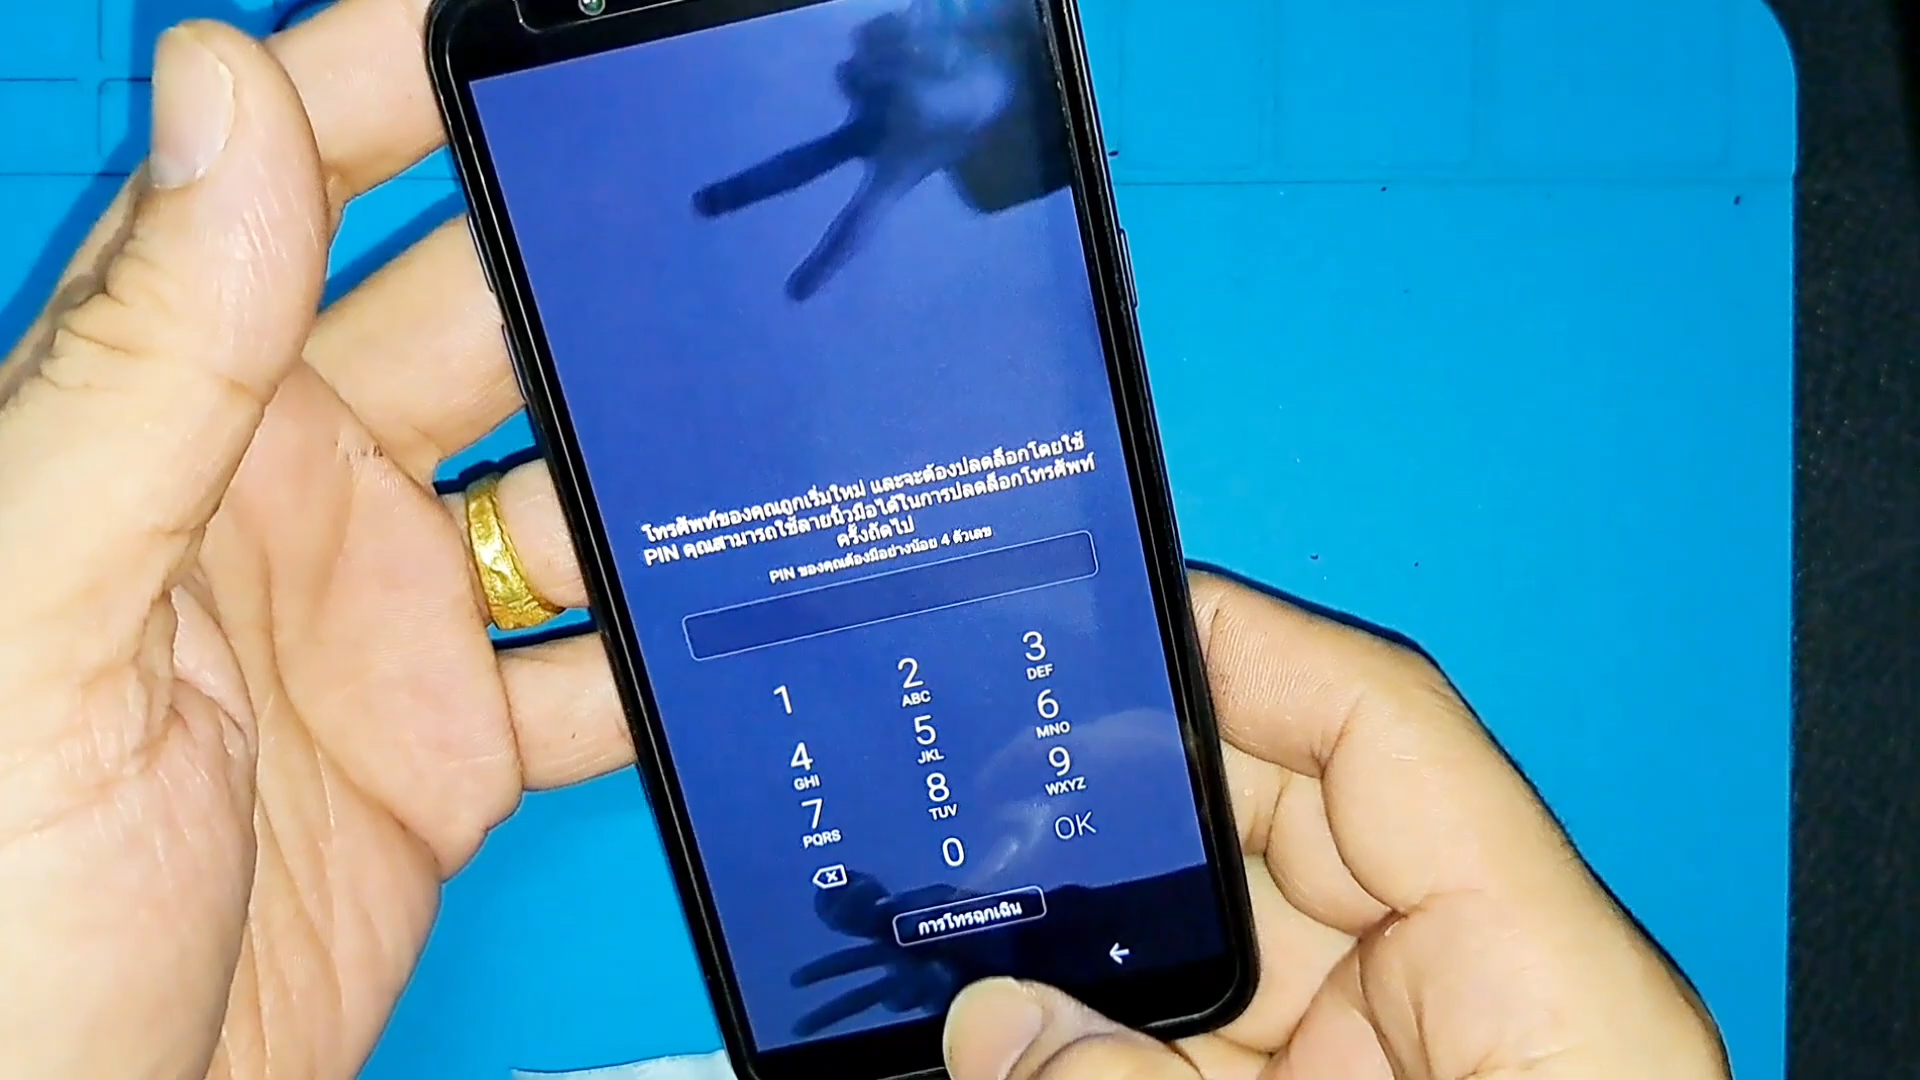 โทรศัพท์ของคุณถูกเริ่มใหม่ และจะต้องปลดล็อกโดยใช้
PIN คุณสามารถใช้ลายนิ้วมือได้ในการปลดล็อกโทรศัพท์
ครั้งถัดไป
PIN ของคุณต้องมีอย่างน้อย 4 ตัวเลข
1 2 3
ABC DEF
4 5 6
GHI JKL MNO
7 8 9
PQRS TUV WXYZ
0 OK
การโทรฉุกเฉิน